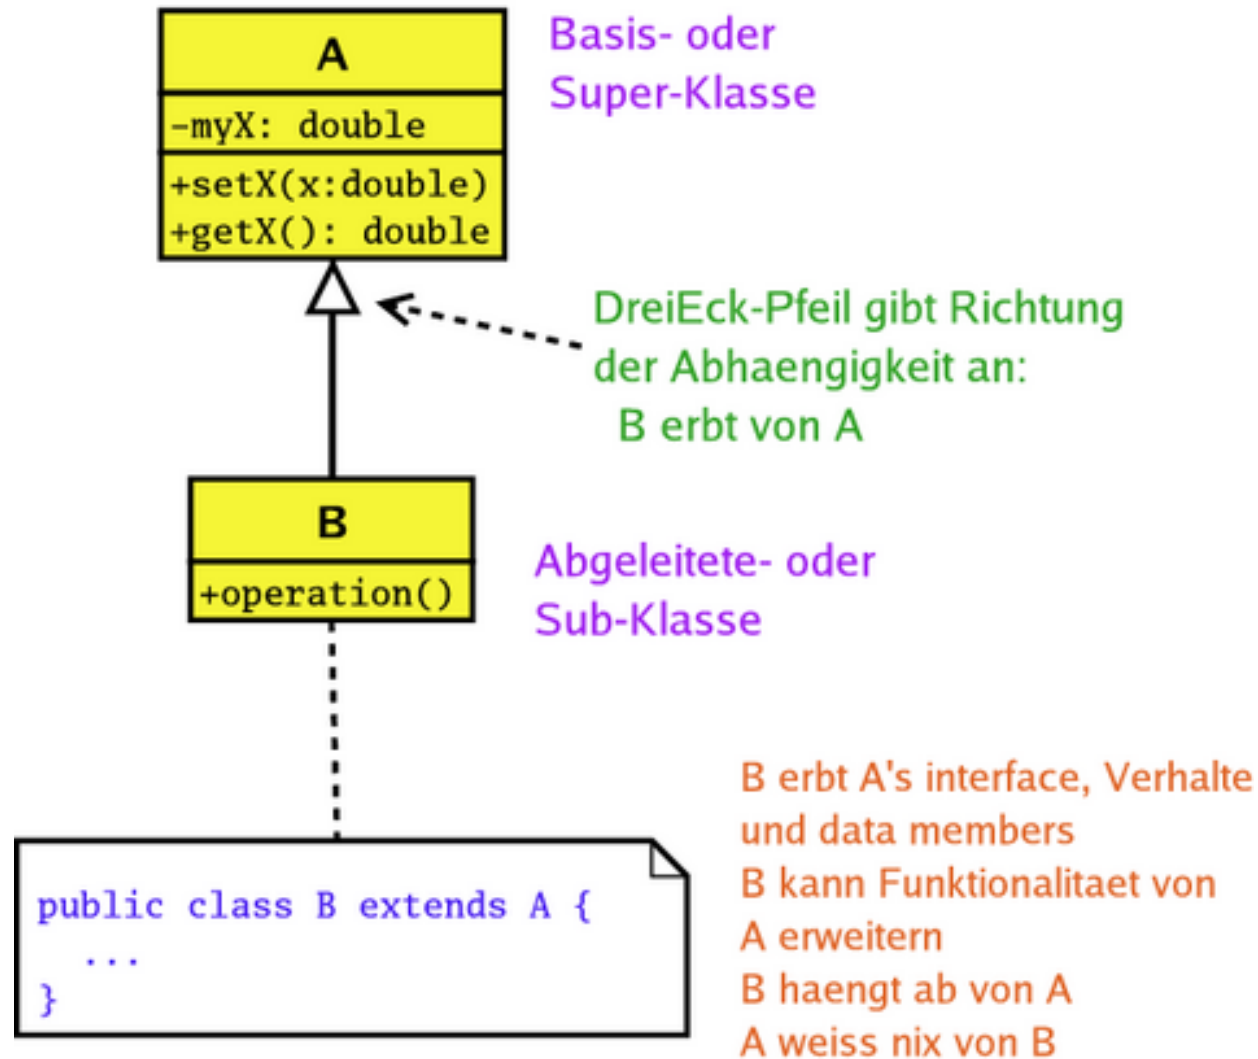 A
Basis- oder
Super-Klasse
-myX: double
+setX(x:double)
+getX(): double
DreiEck-Pfeil gibt Richtung
der Abhaengigkeit an:
B erbt von A
B
+operation()
Abgeleitete- oder
Sub-Klasse
public class B extends A {
...
}
B erbt A's interface, Verhalte
und data members
B kann Funktionalitaet von
A erweitern
B haengt ab von A
A weiss nix von B